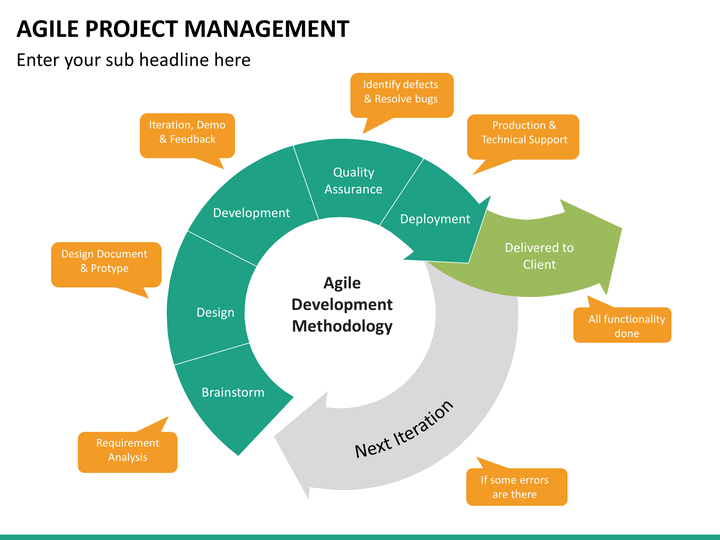 AGILE PROJECT MANAGEMENT
Enter your sub headline here
Identify defects
& Resolve bugs
Iteration, Demo
& Feedback
Production &
Technical Support
Quality
Assurance
Development
Deployment
Delivered to
Client
Design Document
& Protype
Agile
Development
Methodology
Design
All functionality
done
Brainstorm
Next Iteration
Requirement
Analysis
If some errors
are there